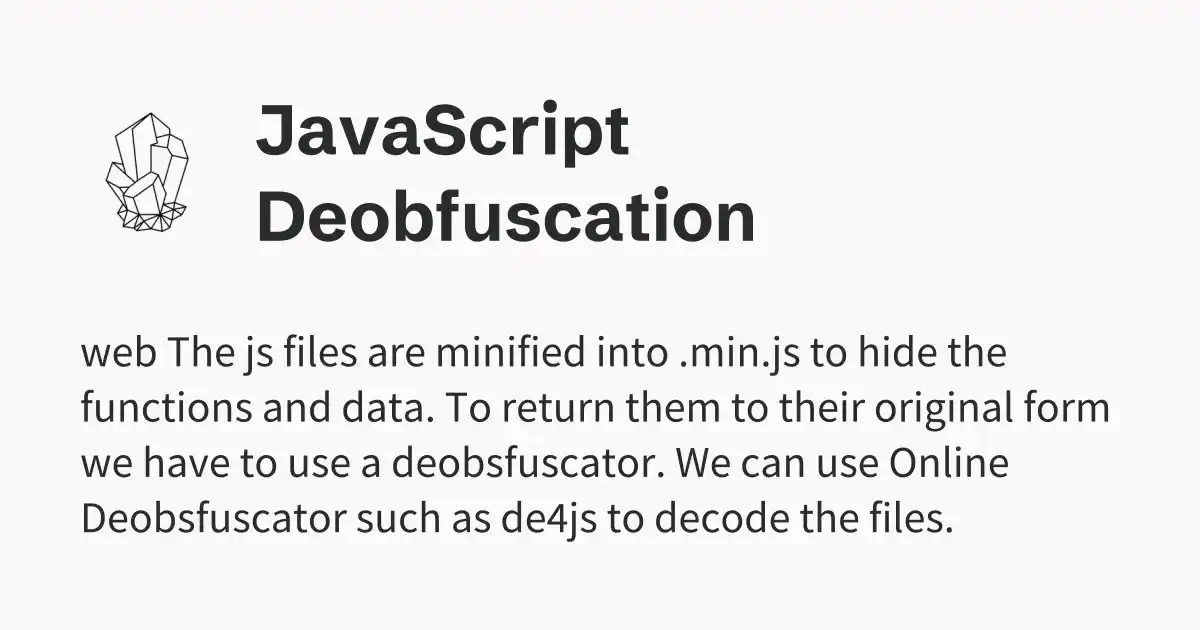 JavaScript
Deobfuscation
web The js files are minified into .min.js to hide the
functions and data. To return them to their original form
we have to use a deobsfuscator. We can use Online
Deobsfuscator such as de4js to decode the files.